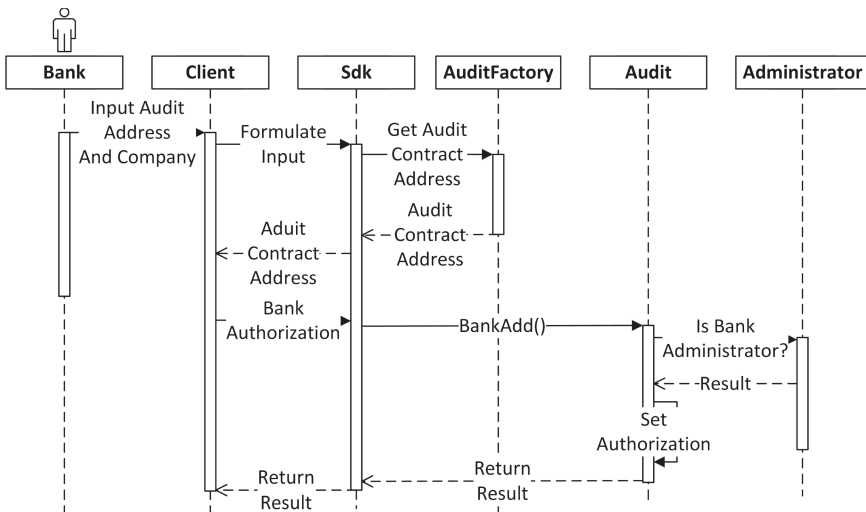 Bank
Client
Sdk
AuditFactory
Audit
Administrator
Input Audit
Address
And Company
Formulate
Input
Get Audit
Contract
Address
Audit
Contract
Address
Aduit
Contract
Address
Bank
Authorization
BankAdd()
Is Bank
Administrator?
Result
Set
Authorization
Return
Result
Return
Result